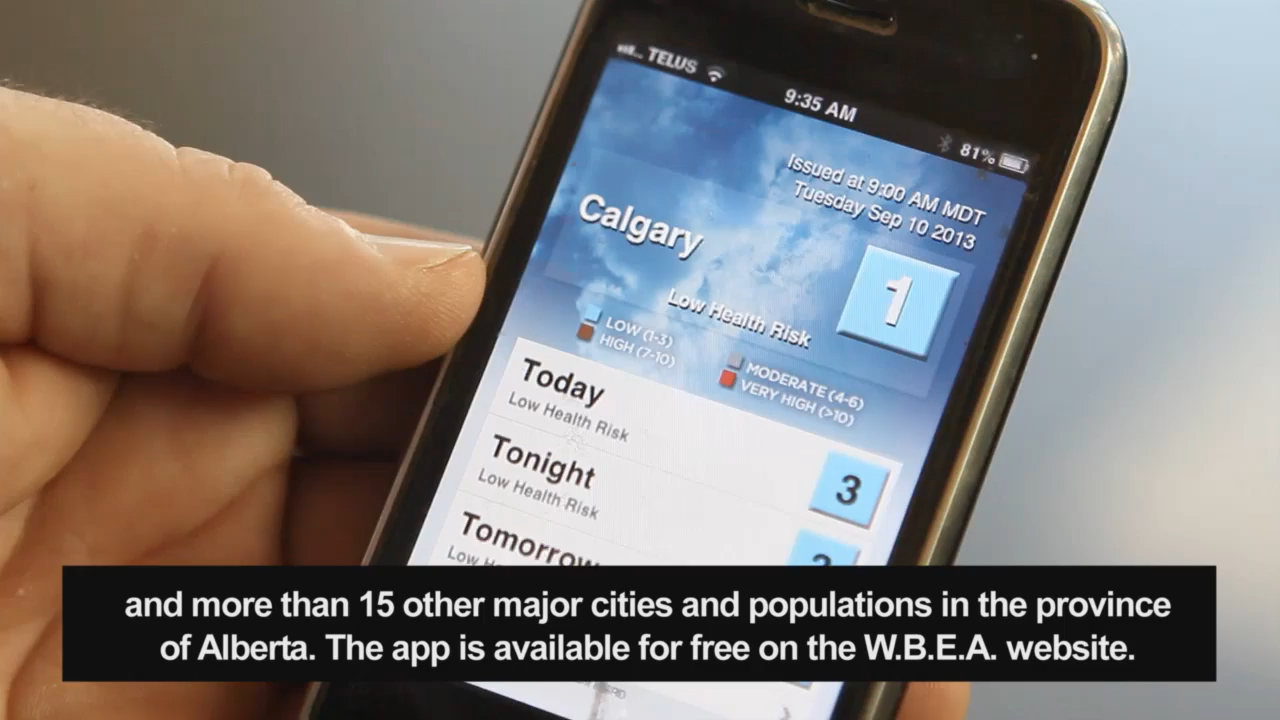 TELUS
9:35 AM
81%
Issued at 9:00 AM MDT
Tuesday Sep 10 2013
Calgary
1
Low Health Risk
LOW (1-3)
HIGH (7-10)
MODERATE (4-6)
VERY HIGH (>10)
Today
Low Health Risk
3
Tonight
Low Health Risk
Tomorrow
Low
and more than 15 other major cities and populations in the province
of Alberta. The app is available for free on the W.B.E.A. website.